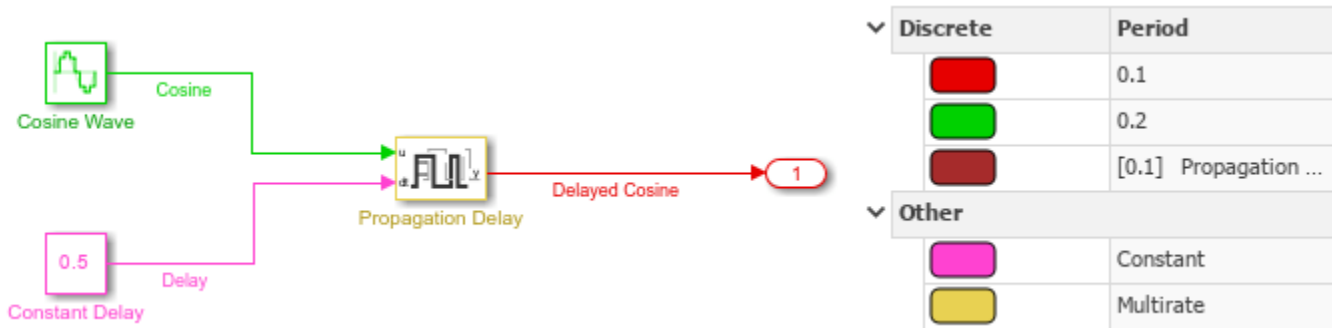 Cosine
Cosine Wave
u
dt
y
Propagation Delay
Delayed Cosine
1
0.5
Delay
Constant Delay
Discrete Period
0.1
0.2
[0.1] Propagation ...
Other
Constant
Multirate